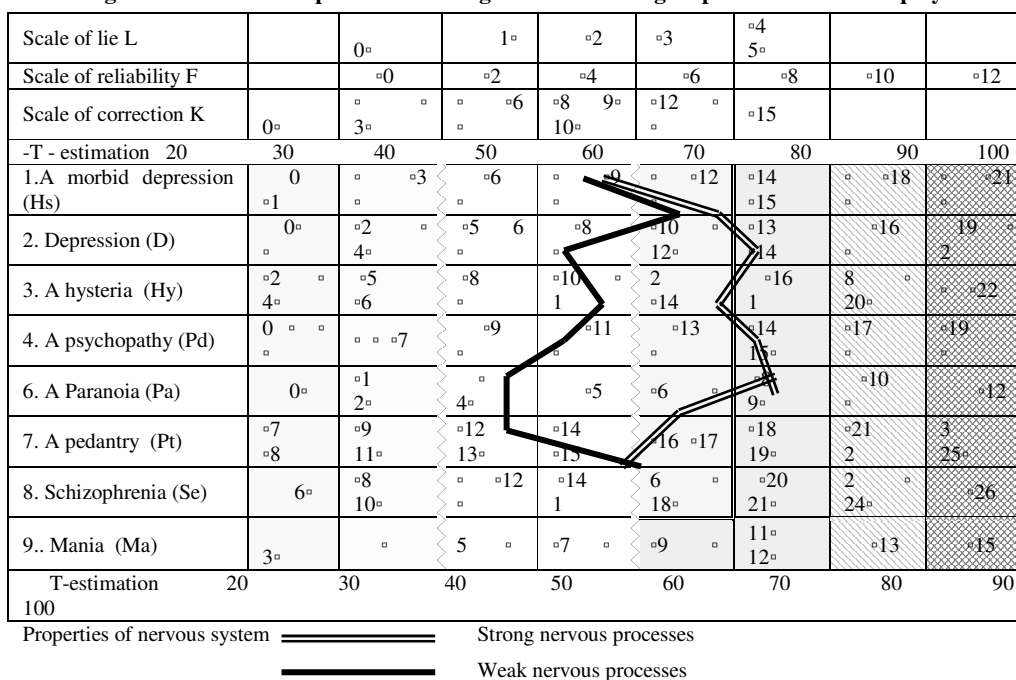 Scale of lie L 0▫ 1▫ ▫2 ▫3 ▫4
5▫
Scale of reliability F ▫0 ▫2 ▫4 ▫6 ▫8 ▫10 ▫12
Scale of correction K ▫ ▫ ▫ ▫6 ▫8 9▫ ▫12 ▫ ▫15
0▫ 3▫ ▫ 10▫ ▫
-T - estimation 20 30 40 50 60 70 80 90 100
1.A morbid depression 0 ▫ ▫3 ▫6 ▫ ▫9 ▫ ▫12 ▫14 ▫ ▫18 ▫ ▫21
(Hs) ▫1 ▫ ▫ ▫ ▫ ▫15 ▫ ▫
2. Depression (D) 0▫ ▫2 ▫ ▫5 6 ▫8 ▫10 ▫ ▫13 ▫16 19 ▫
▫ 4▫ ▫ ▫ 12▫ ▫14 ▫ 2
3. A hysteria (Hy) ▫2 ▫ ▫5 ▫8 ▫10 ▫ 2 ▫16 8 ▫ ▫ ▫22
4▫ ▫6 ▫ 1 ▫14 1 20▫
4. A psychopathy (Pd) 0 ▫ ▫ ▫ ▫ ▫7 ▫9 ▫11 ▫13 ▫14 ▫17 ▫19
▫ ▫ ▫ ▫ 15▫ ▫ ▫
6. A Paranoia (Pa) 0▫ ▫1 ▫ ▫5 ▫6 ▫ ▫10 ▫12
2▫ 4▫ 9▫ ▫
7. A pedantry (Pt) ▫7 ▫9 ▫12 ▫14 ▫16 ▫17 ▫18 ▫21 3
▫8 11▫ 13▫ ▫15 19▫ 2 25▫
8. Schizophrenia (Se) 6▫ ▫8 ▫ ▫12 ▫14 6 ▫20 2 ▫ ▫26
10▫ ▫ 1 18▫ 21▫ 24▫
9.. Mania (Ma) 3▫ ▫ 5 ▫ ▫7 ▫ ▫9 ▫ 11▫ ▫13 ▫15
12▫
T-estimation 20 30 40 50 60 70 80 90
100
Properties of nervous system Strong nervous processes
Weak nervous processes